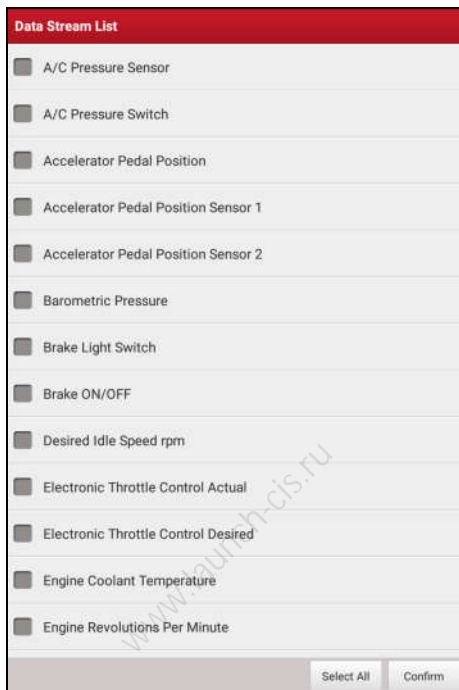 Data Stream List
A/C Pressure Sensor
A/C Pressure Switch
Accelerator Pedal Position
Accelerator Pedal Position Sensor 1
Accelerator Pedal Position Sensor 2
Barometric Pressure
Brake Light Switch
Brake ON/OFF
Desired Idle Speed rpm
Electronic Throttle Control Actual
Electronic Throttle Control Desired
Engine Coolant Temperature
Engine Revolutions Per Minute
www.launch-cis.ru
Select All Confirm